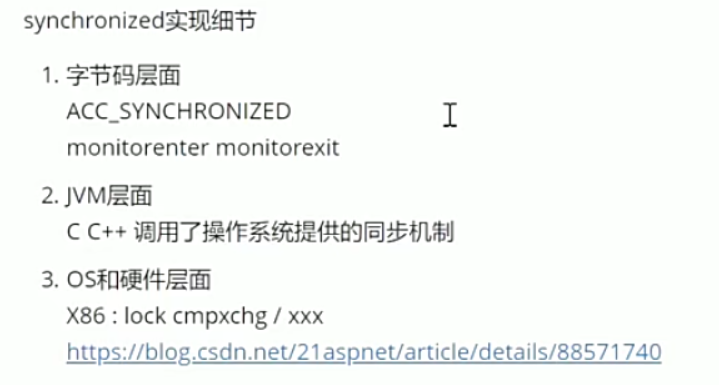 synchronized实现细节
1. 字节码层面
ACC_SYNCHRONIZED
monitorenter monitorexit
2. JVM层面
C C++ 调用了操作系统提供的同步机制
3. OS和硬件层面
X86 : lock cmpxchg / xxx
https://blog.csdn.net/21aspnet/article/details/88571740